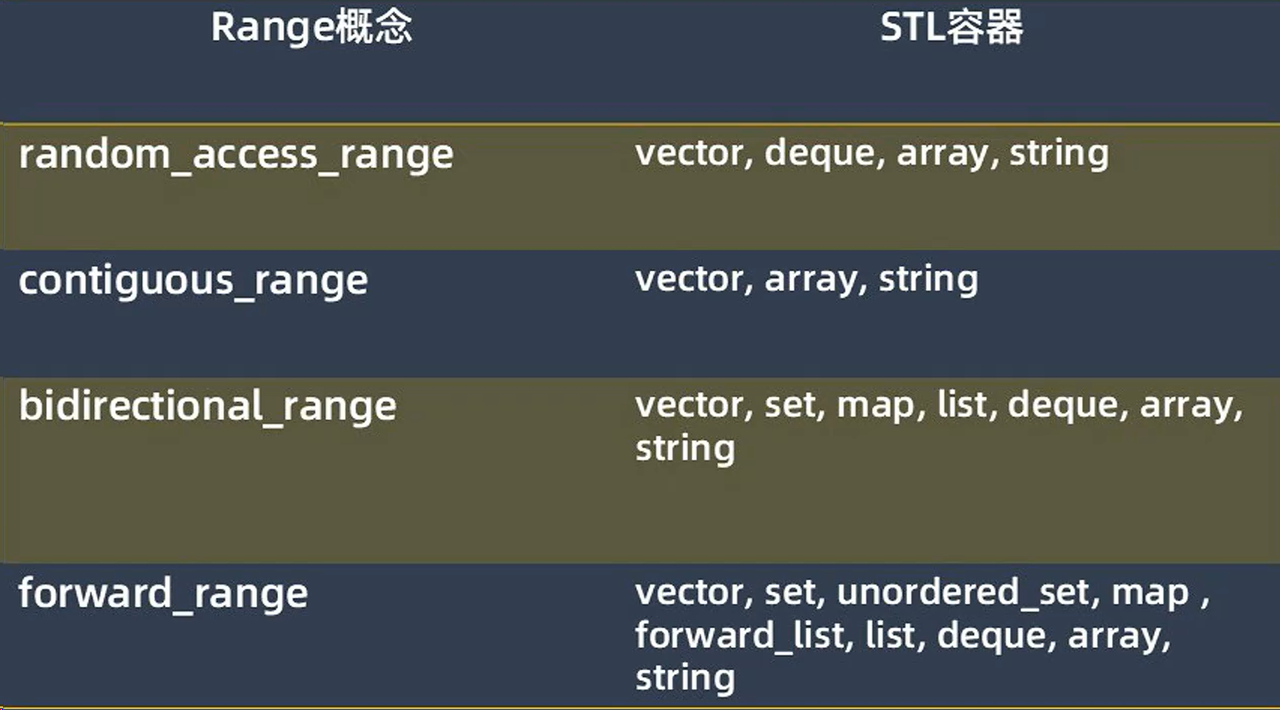 Range概念 STL容器
random_access_range vector, deque, array, string
contiguous_range vector, array, string
bidirectional_range vector, set, map, list, deque, array,
string
forward_range vector, set, unordered_set, map ,
forward_list, list, deque, array,
string